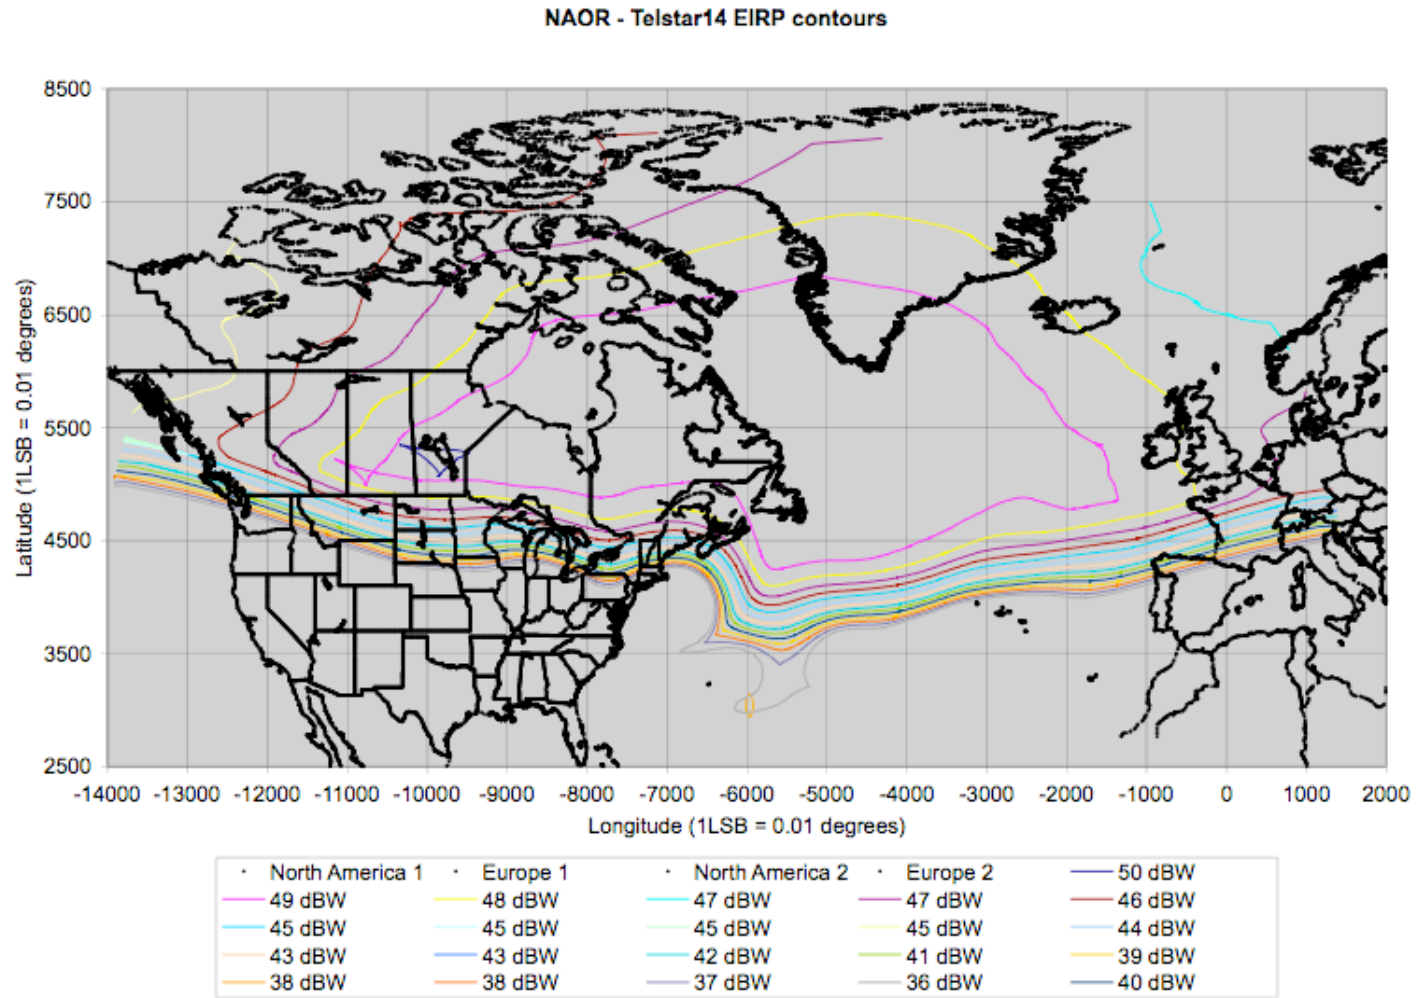 NAOR - Telstar14 EIRP contours
8500
7500
6500
5500
4500
3500
2500
Latitude (1LSB = 0.01 degrees)
-14000 -13000 -12000 -11000 -10000 -9000 -8000 -7000 -6000 -5000 -4000 -3000 -2000 -1000 0 1000 2000
Longitude (1LSB = 0.01 degrees)
North America 1 Europe 1 North America 2 Europe 2 50 dBW
49 dBW 48 dBW 47 dBW 47 dBW 46 dBW
45 dBW 45 dBW 45 dBW 45 dBW 44 dBW
43 dBW 43 dBW 42 dBW 41 dBW 39 dBW
38 dBW 38 dBW 37 dBW 36 dBW 40 dBW